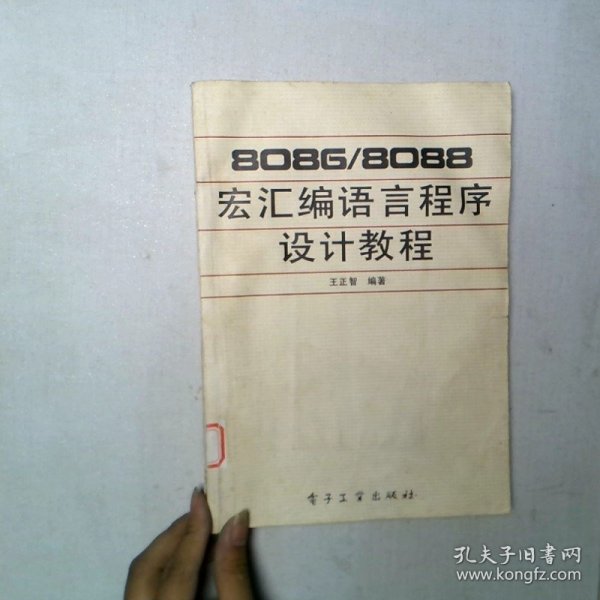 8086/8088
宏汇编语言程序
设计教程
王正智 编著
电子工业出版社
孔夫子旧书网
www.kongfz.com